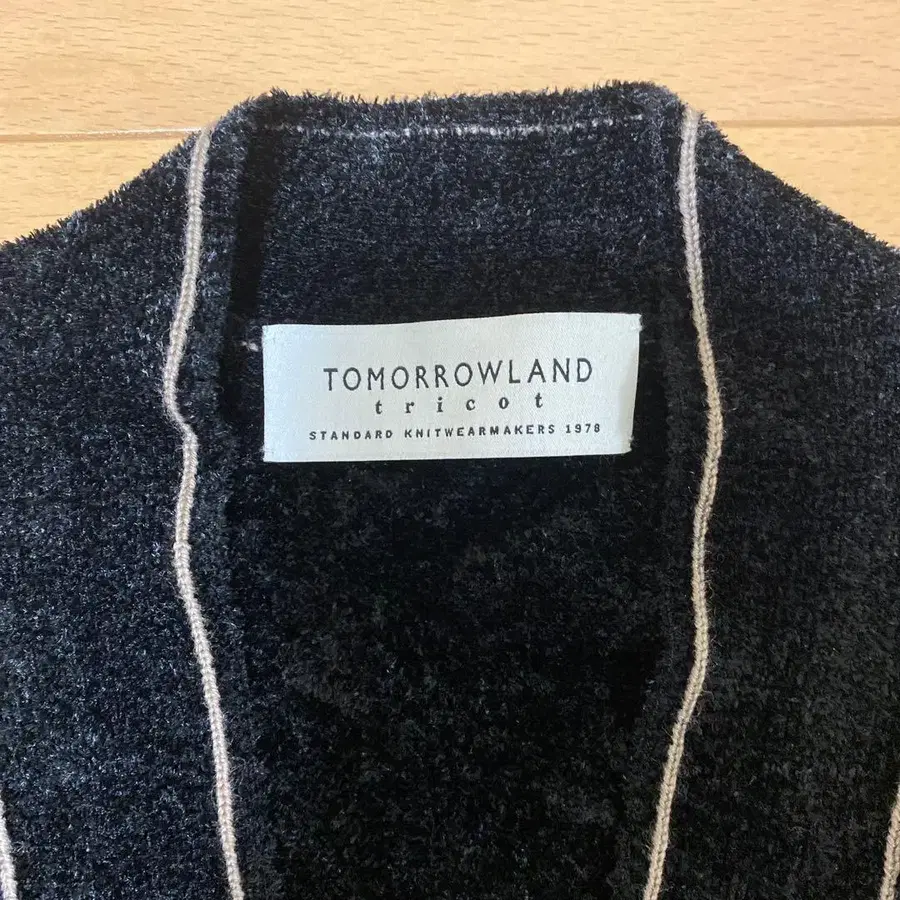 TOMORROWLAND
tricot
STANDARD KNITWEARMAKERS 1978